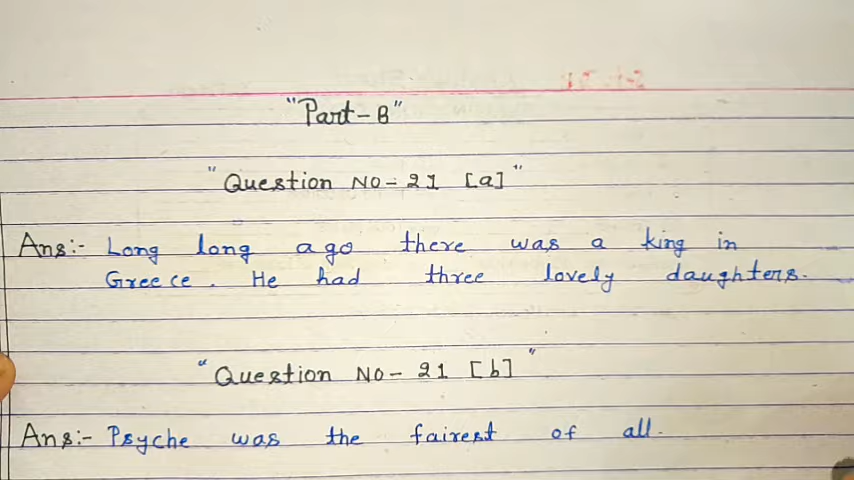 "Part-B"
"Question No- 21 [a]"
Ans:- Long long ago there was a king in
Greece. He had three lovely daughters.
"Question No- 21 [b]"
Ans:- Psyche was the fairest of all.